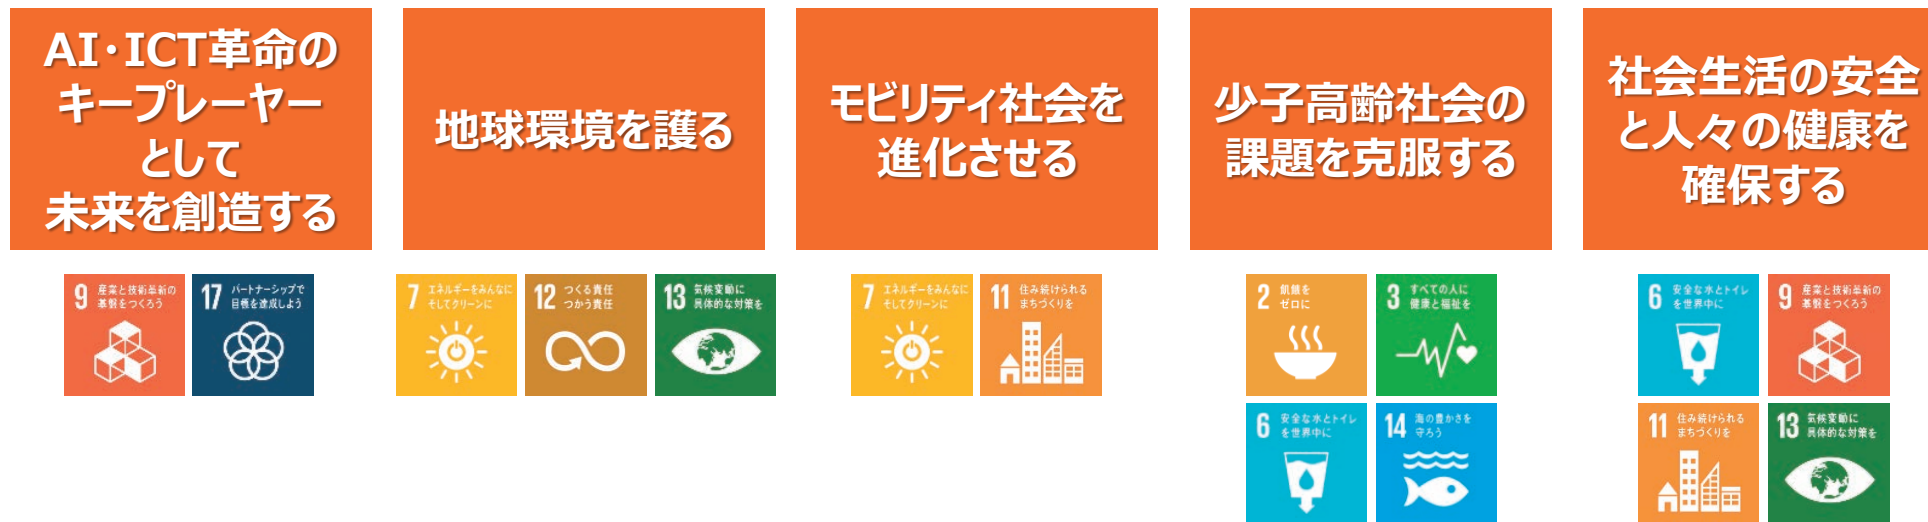 AI・ICT革命の
キープレーヤー
として
未来を創造する
9 産業と技術革新の
基盤をつくろう
17 パートナーシップで
目標を達成しよう
地球環境を護る
7 エネルギーをみんなに
そしてクリーンに
12 つくる責任
つかう責任
13 気候変動に
具体的な対策を
モビリティ社会を
進化させる
7 エネルギーをみんなに
そしてクリーンに
11 住み続けられる
まちづくりを
少子高齢社会の
課題を克服する
2 飢餓を
ゼロに
3 すべての人に
健康と福祉を
6 安全な水とトイレ
を世界中に
14 海の豊かさを
守ろう
社会生活の安全
と人々の健康を
確保する
6 安全な水とトイレ
を世界中に
9 産業と技術革新の
基盤をつくろう
11 住み続けられる
まちづくりを
13 気候変動に
具体的な対策を